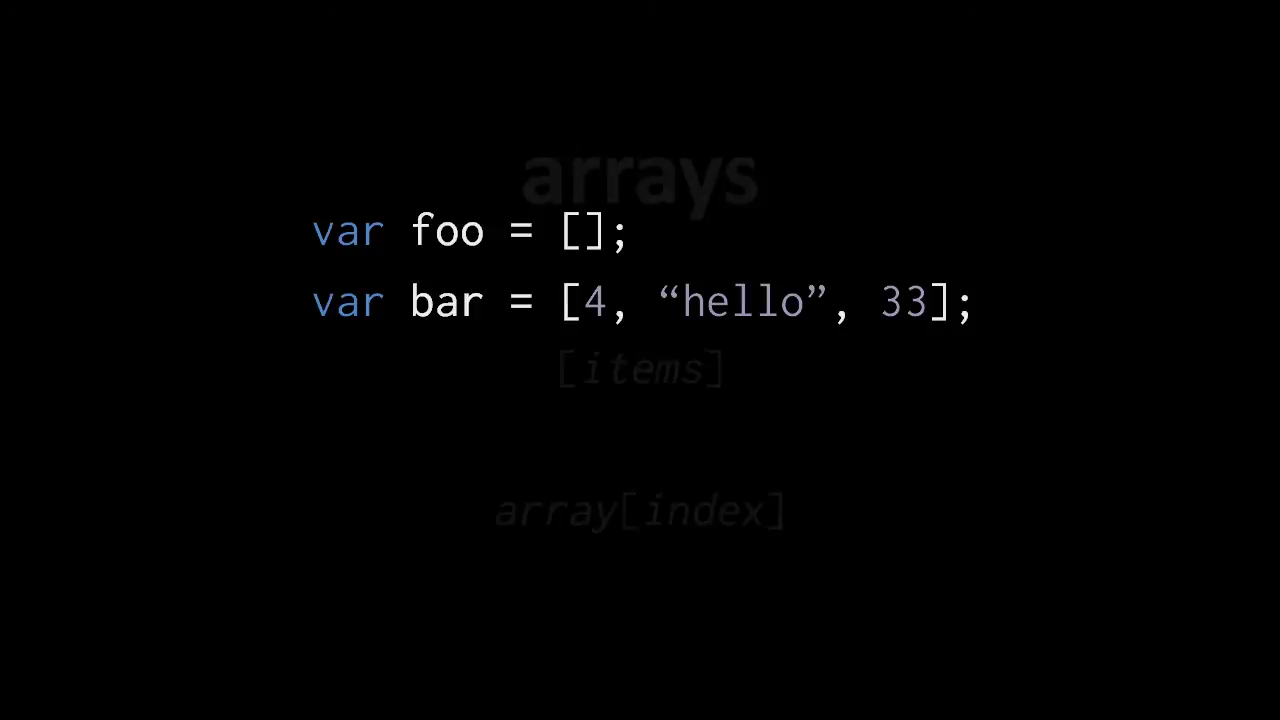 arrays
var foo = [];
var bar = [4, “hello”, 33];
[items]
array[index]